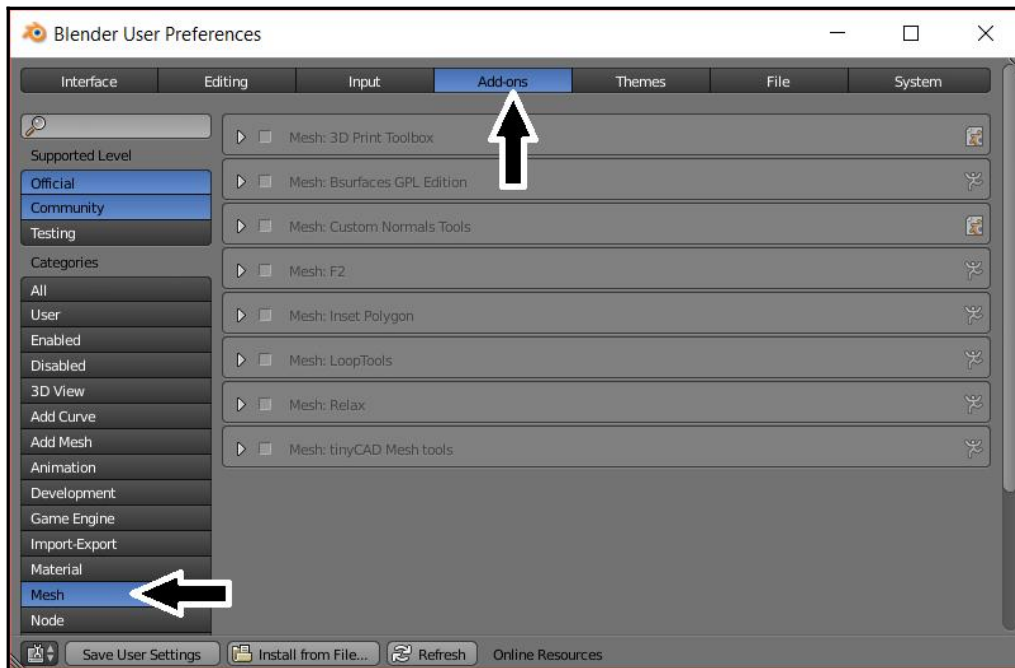 Blender User Preferences
Interface Editing Input Add-ons Themes File System
Supported Level
Official
Community
Testing
Categories
All
User
Enabled
Disabled
3D View
Add Curve
Add Mesh
Animation
Development
Game Engine
Import-Export
Material
Mesh
Node
Mesh: 3D Print Toolbox
Mesh: Bsurfaces GPL Edition
Mesh: Custom Normals Tools
Mesh: F2
Mesh: Inset Polygon
Mesh: LoopTools
Mesh: Relax
Mesh: tinyCAD Mesh tools
Save User Settings Install from File... Refresh Online Resources